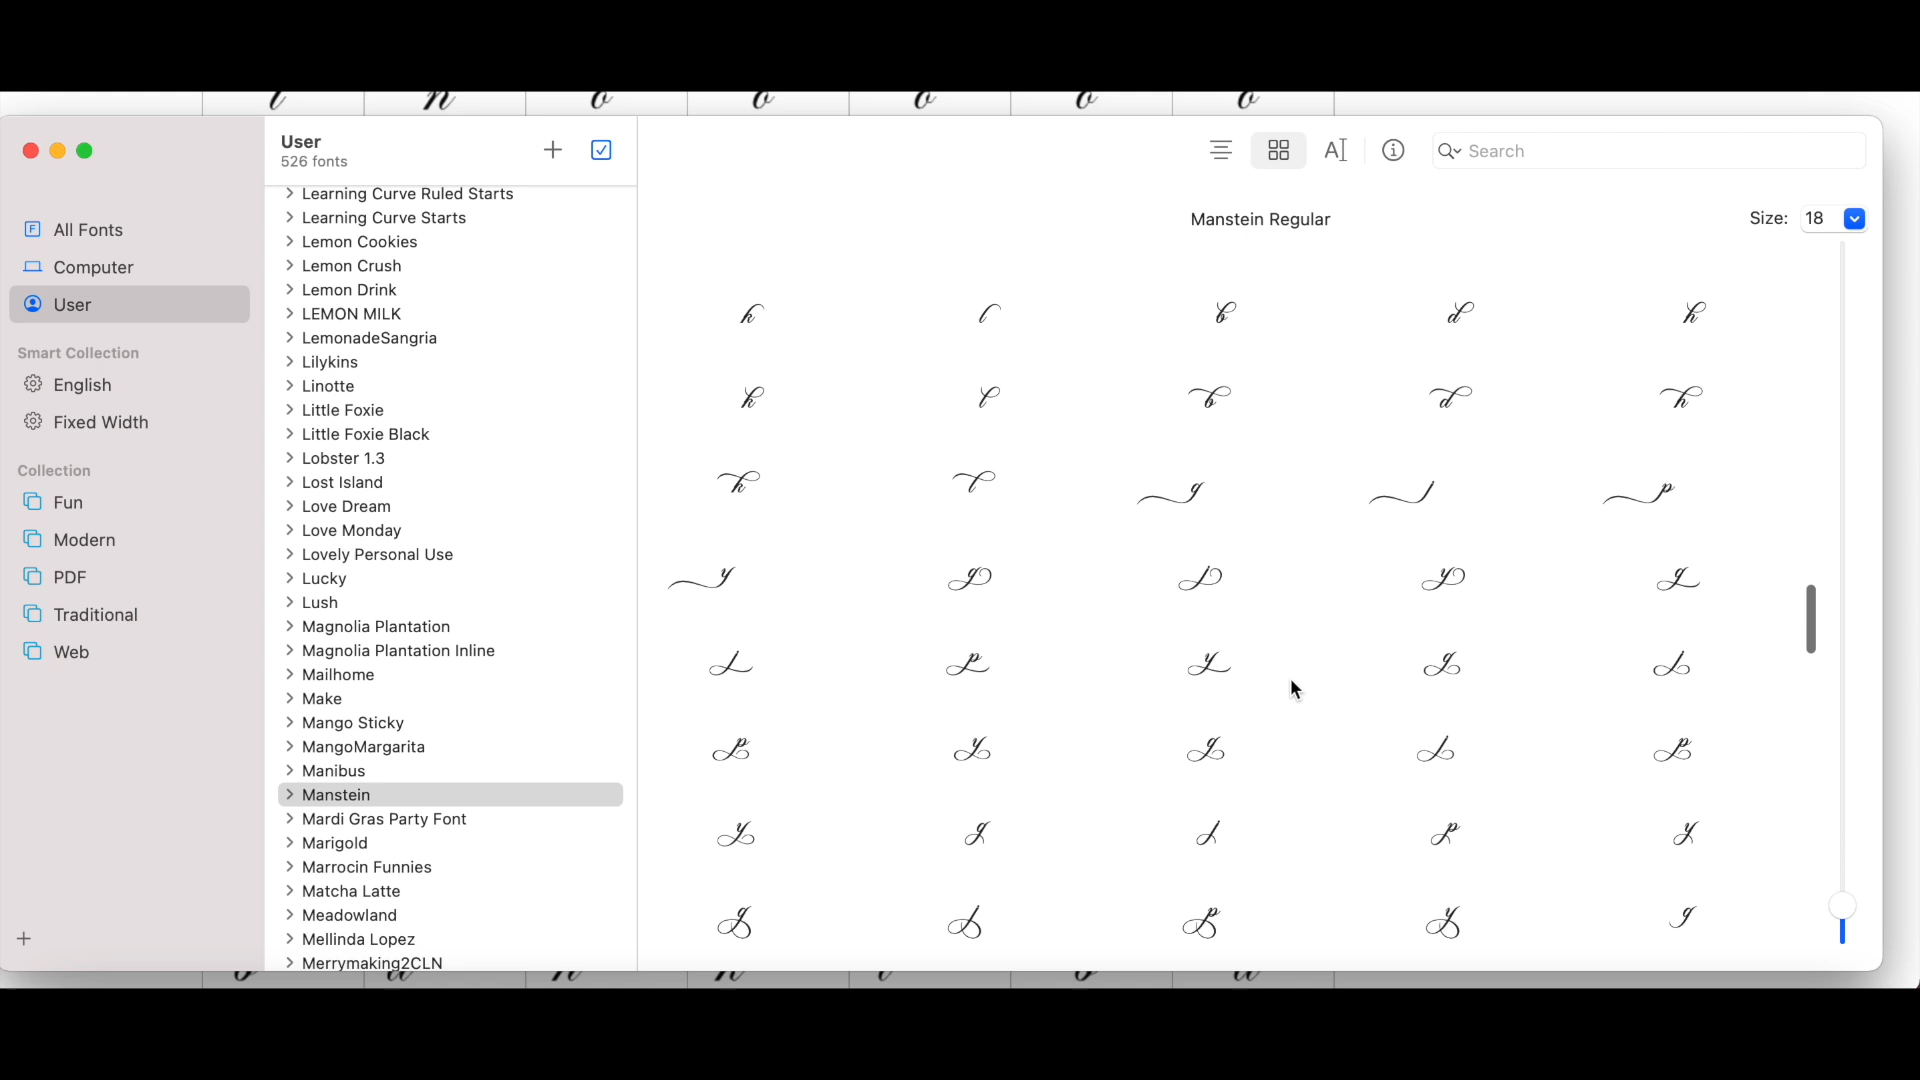 l n o o o o o
User
526 fonts
Search
Manstein Regular
Size: 18
All Fonts
Computer
User
Smart Collection
English
Fixed Width
Collection
Fun
Modern
PDF
Traditional
Web
Learning Curve Ruled Starts
Learning Curve Starts
Lemon Cookies
Lemon Crush
Lemon Drink
LEMON MILK
LemonadeSangria
Lilykins
Linotte
Little Foxie
Little Foxie Black
Lobster 1.3
Lost Island
Love Dream
Love Monday
Lovely Personal Use
Lucky
Lush
Magnolia Plantation
Magnolia Plantation Inline
Mailhome
Make
Mango Sticky
MangoMargarita
Manibus
Manstein
Mardi Gras Party Font
Marigold
Marrocin Funnies
Matcha Latte
Meadowland
Mellinda Lopez
Merrymaking2CLN
k l b d h
k l b d h
k l g j p
y g j y g
j p y g j
p y g j p
y g j p y
g j p y g